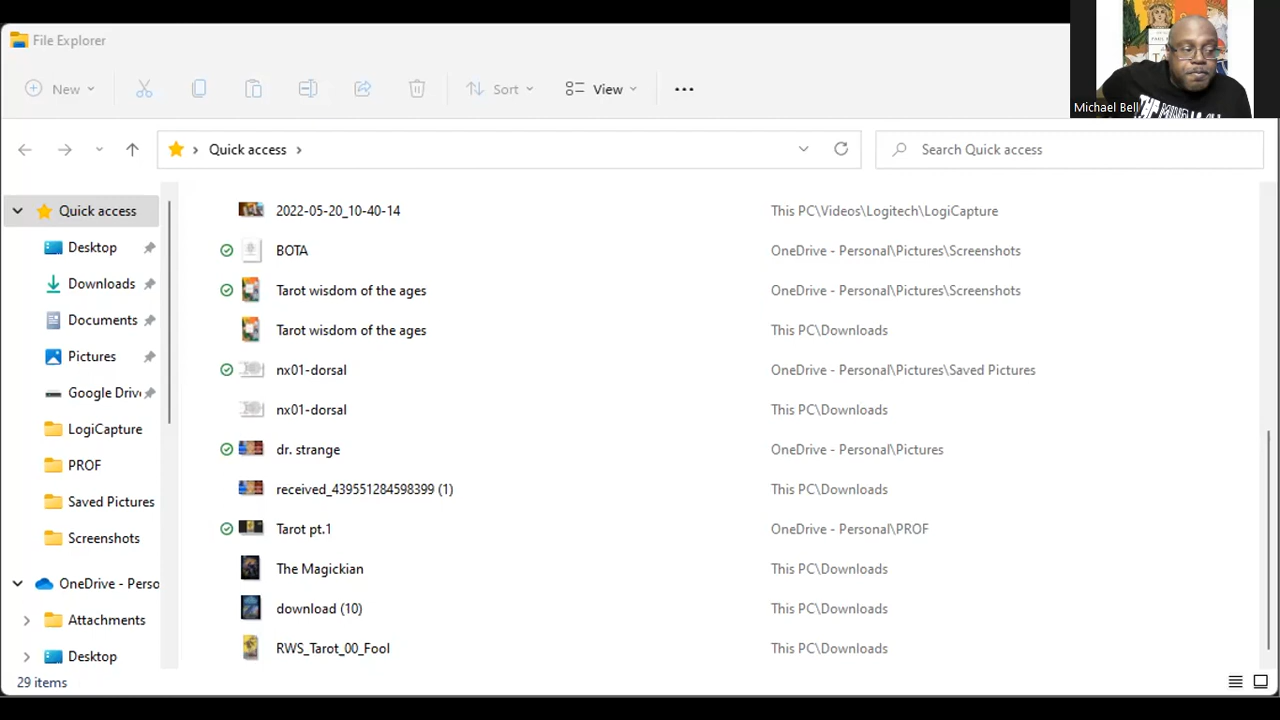 File Explorer
New
Sort
View
Michael Bell
Quick access
Search Quick access
Quick access
Desktop
Downloads
Documents
Pictures
Google Driv
LogiCapture
PROF
Saved Pictures
Screenshots
OneDrive - Perso
Attachments
Desktop
2022-05-20_10-40-14 This PC\Videos\Logitech\LogiCapture
BOTA OneDrive - Personal\Pictures\Screenshots
Tarot wisdom of the ages OneDrive - Personal\Pictures\Screenshots
Tarot wisdom of the ages This PC\Downloads
nx01-dorsal OneDrive - Personal\Pictures\Saved Pictures
nx01-dorsal This PC\Downloads
dr. strange OneDrive - Personal\Pictures
received_439551284598399 (1) This PC\Downloads
Tarot pt.1 OneDrive - Personal\PROF
The Magickian This PC\Downloads
download (10) This PC\Downloads
RWS_Tarot_00_Fool This PC\Downloads
29 items